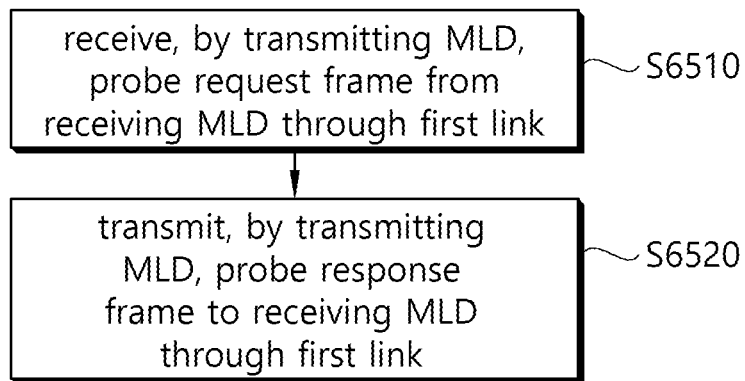 receive, by transmitting MLD,
probe request frame from
receiving MLD through first link
S6510
transmit, by transmitting
MLD, probe response
frame to receiving MLD
through first link
S6520